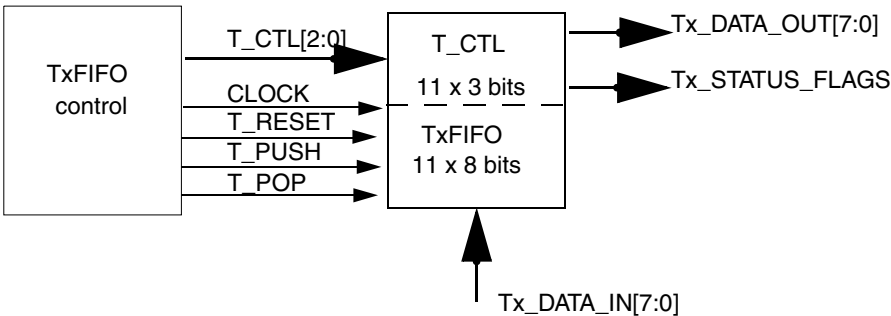 TxFIFO
control
T_CTL[2:0]
CLOCK
T_RESET
T_PUSH
T_POP
T_CTL
11 x 3 bits
TxFIFO
11 x 8 bits
Tx_DATA_OUT[7:0]
Tx_STATUS_FLAGS
Tx_DATA_IN[7:0]